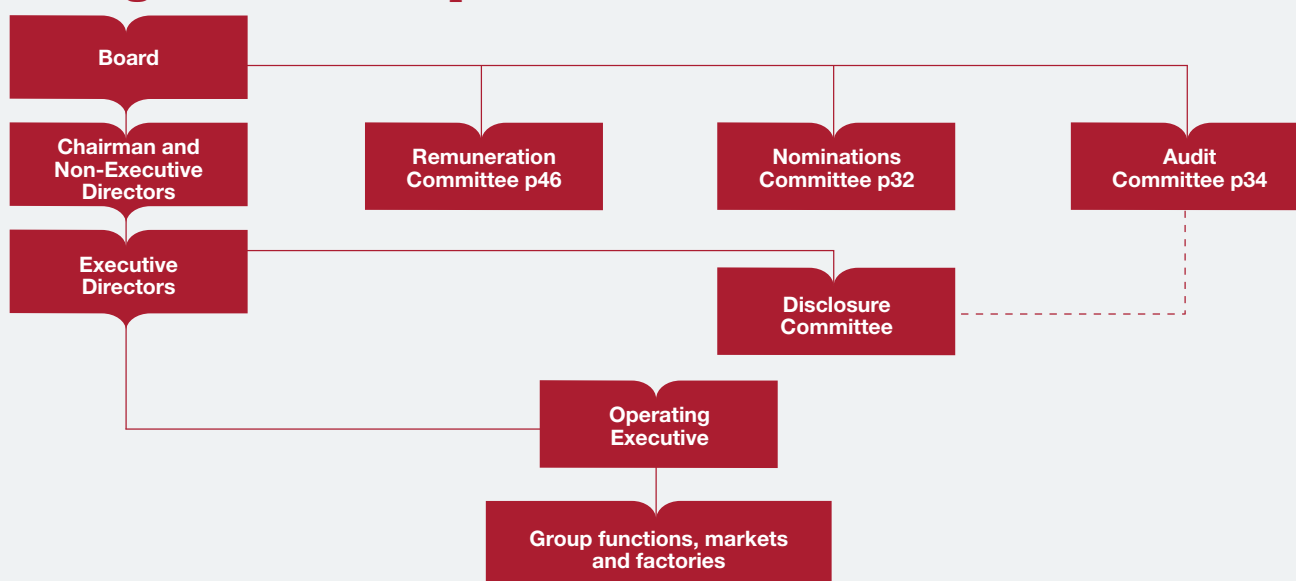 Board
Chairman and
Non-Executive
Directors
Remuneration
Committee p46
Nominations
Committee p32
Audit
Committee p34
Executive
Directors
Disclosure
Committee
Operating
Executive
Group functions, markets
and factories